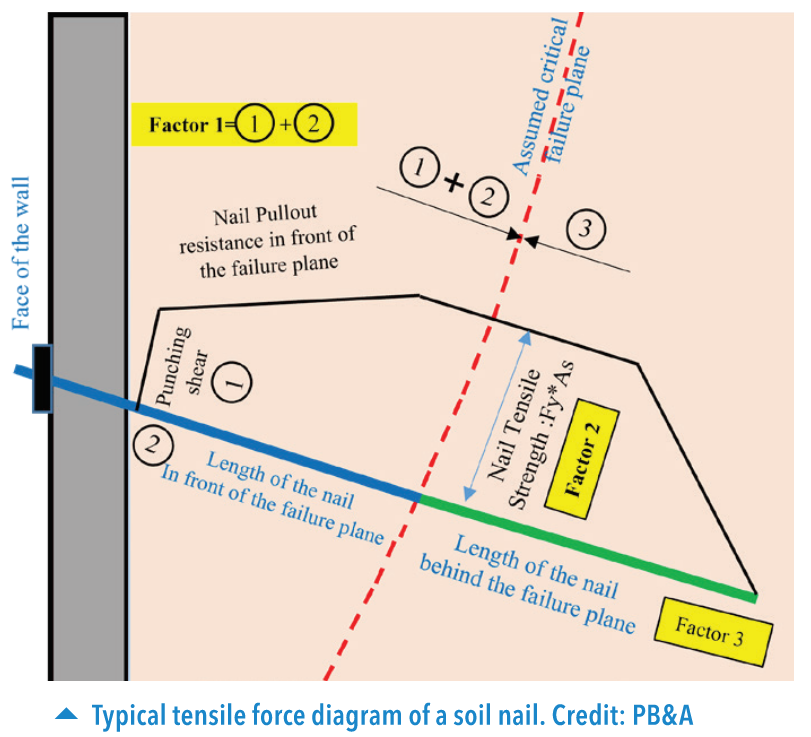 Face of the wall
Factor 1=① + ②
Nail Pullout
resistance in front of
the failure plane
① + ②
③
Assumed critical
failure plane
Punching
shear ①
②
Length of the nail
In front of the failure plane
Nail Tensile
Strength :Fy*As
Factor 2
Length of the nail
behind the failure plane
Factor 3
Typical tensile force diagram of a soil nail. Credit: PB&A